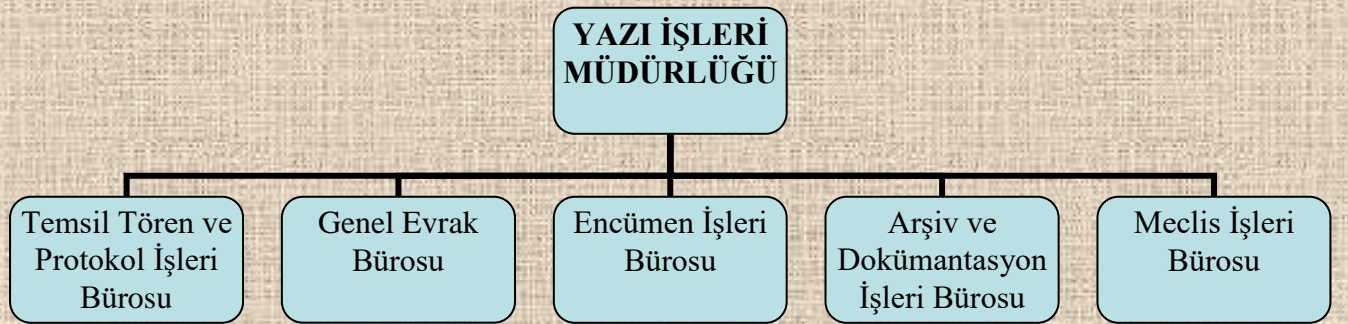 YAZI İŞLERİ
MÜDÜRLÜĞÜ
Temsil Tören ve
Protokol İşleri
Bürosu
Genel Evrak
Bürosu
Encümen İşleri
Bürosu
Arşiv ve
Dokümantasyon
İşleri Bürosu
Meclis İşleri
Bürosu